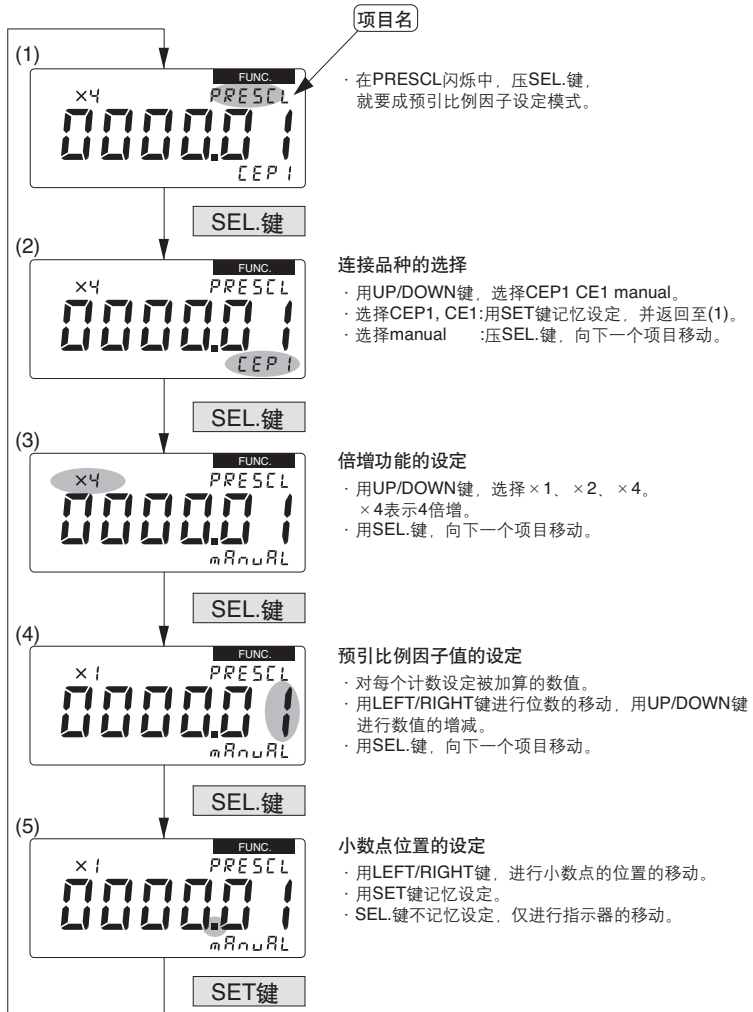 项目名
(1)
FUNC.
×4 PRESCL
0000.01
CEP1
· 在PRESCL闪烁中，压SEL.键，
就要成预引比例因子设定模式。
SEL.键
(2)
FUNC.
×4 PRESCL
0000.01
CEP1
连接品种的选择
· 用UP/DOWN键，选择CEP1 CE1 manual。
· 选择CEP1, CE1:用SET键记忆设定，并返回至(1)。
· 选择manual :压SEL.键，向下一个项目移动。
SEL.键
(3)
FUNC.
×4 PRESCL
0000.01
mAnuAL
倍增功能的设定
· 用UP/DOWN键，选择×1、×2、×4。
×4表示4倍增。
· 用SEL.键，向下一个项目移动。
SEL.键
(4)
FUNC.
×1 PRESCL
0000.01
mAnuAL
预引比例因子值的设定
· 对每个计数设定被加算的数值。
· 用LEFT/RIGHT键进行位数的移动，用UP/DOWN键
进行数值的增减。
· 用SEL.键，向下一个项目移动。
SEL.键
(5)
FUNC.
×1 PRESCL
0000.01
mAnuAL
小数点位置的设定
· 用LEFT/RIGHT键，进行小数点的位置的移动。
· 用SET键记忆设定。
· SEL.键不记忆设定，仅进行指示器的移动。
SET键